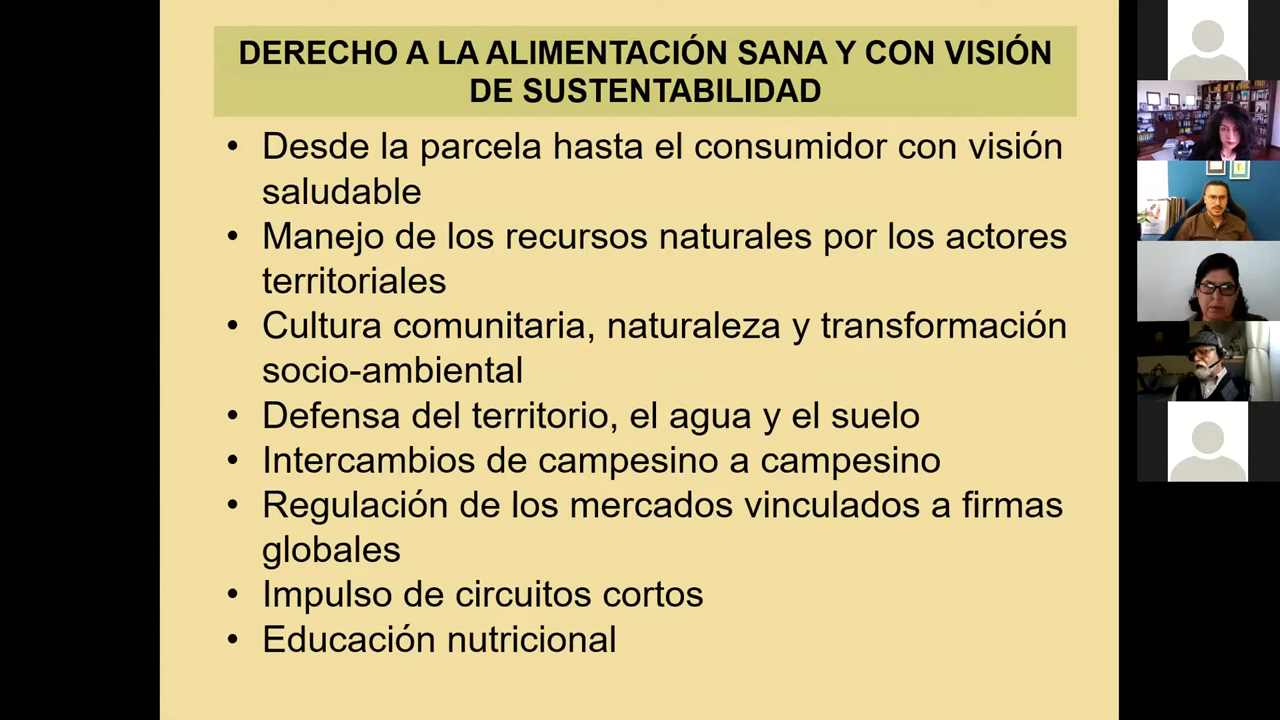 DERECHO A LA ALIMENTACIÓN SANA Y CON VISIÓN
DE SUSTENTABILIDAD
• Desde la parcela hasta el consumidor con visión
saludable
• Manejo de los recursos naturales por los actores
territoriales
• Cultura comunitaria, naturaleza y transformación
socio-ambiental
• Defensa del territorio, el agua y el suelo
• Intercambios de campesino a campesino
• Regulación de los mercados vinculados a firmas
globales
• Impulso de circuitos cortos
• Educación nutricional